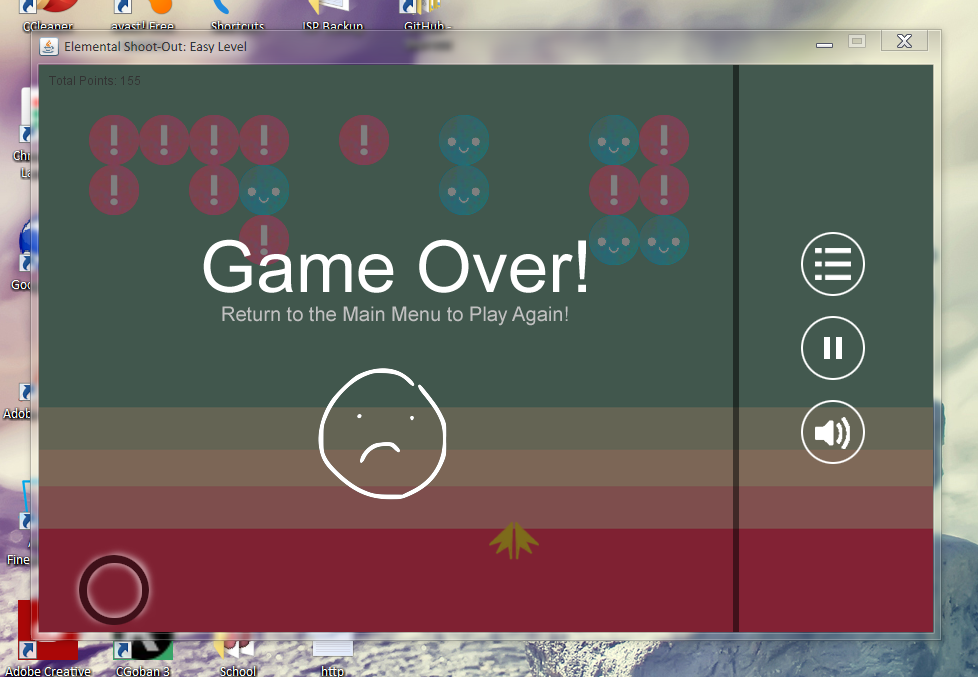 CCleaner
avast! Free
Shortcuts
ISP Backup
GitHub -
Elemental Shoot-Out: Easy Level
Total Points: 155
Game Over!
Return to the Main Menu to Play Again!
Adobe Creative
CGoban 3
School
http